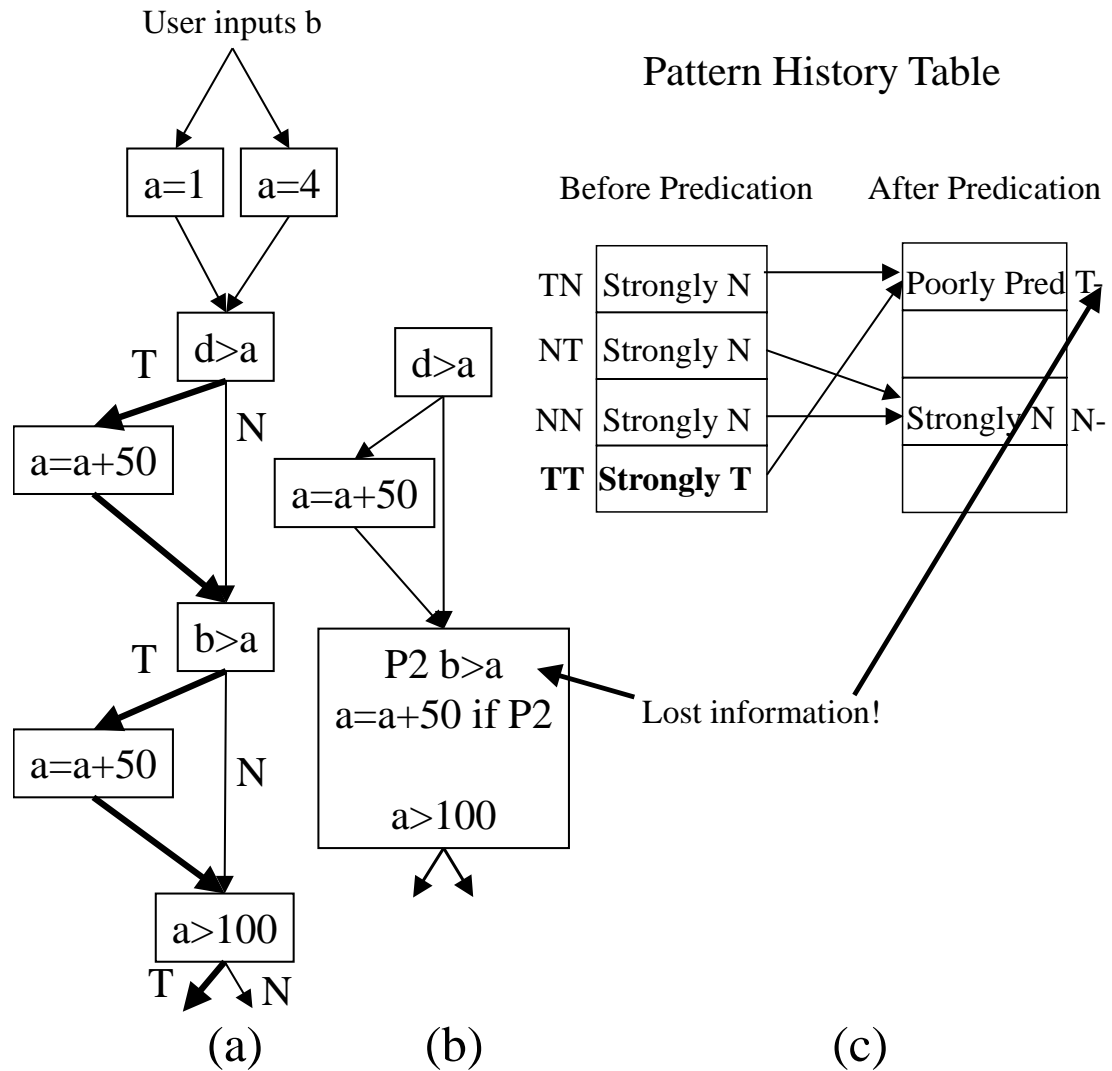 User inputs b
a=1
a=4
d>a
T
N
a=a+50
b>a
T
N
a=a+50
a>100
T
N
(a)
d>a
a=a+50
P2 b>a
a=a+50 if P2
a>100
(b)
Pattern History Table
Before Predication
After Predication
TN Strongly N
NT Strongly N
NN Strongly N
TT Strongly T
Poorly Pred T-
Strongly N N-
Lost information!
(c)